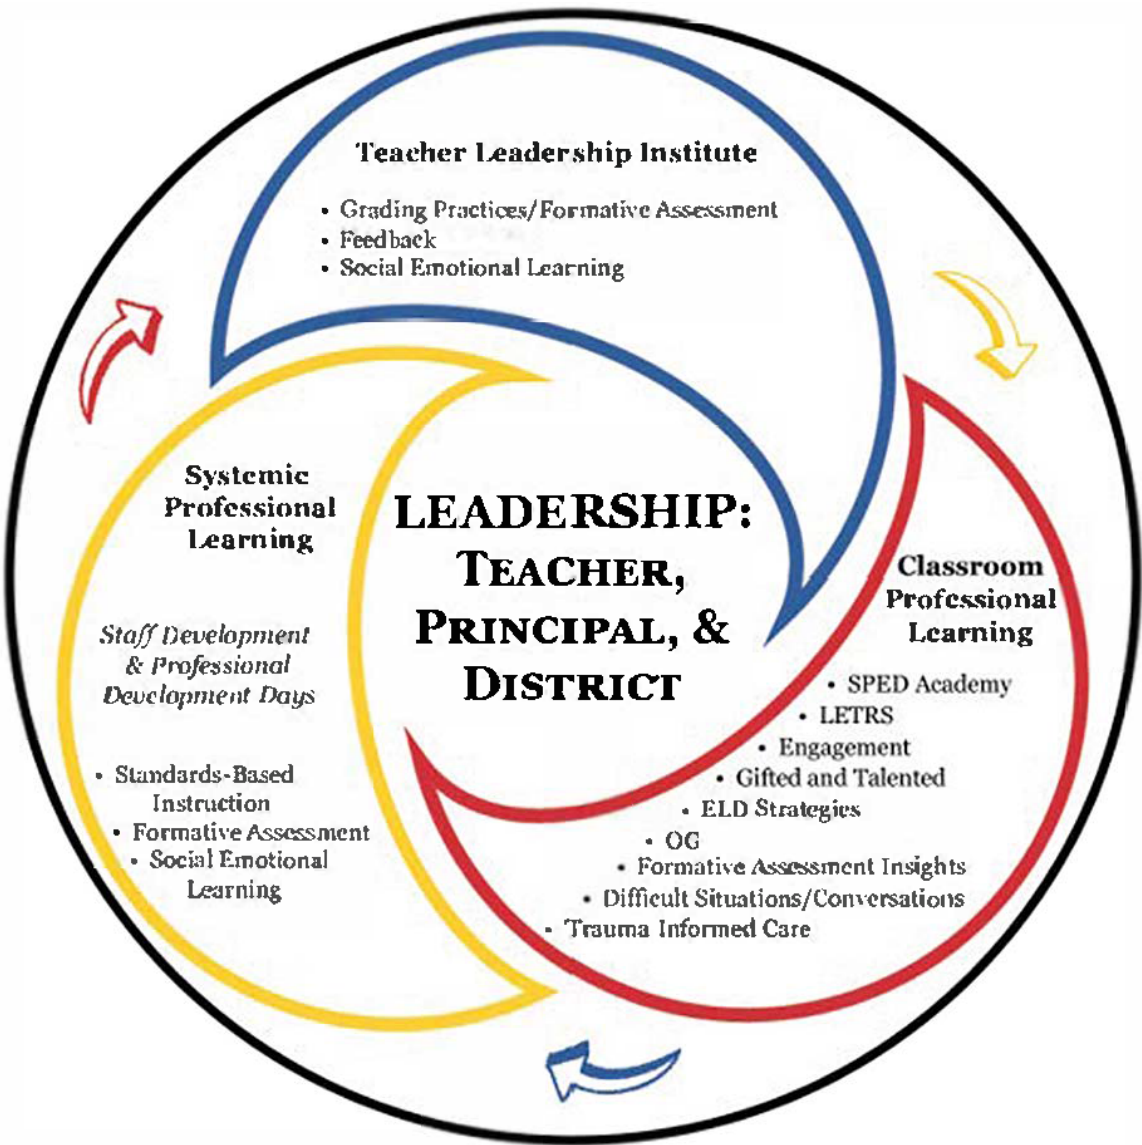 Teacher Leadership Institute
• Grading Practices/Formative Assessment
• Feedback
• Social Emotional Learning
Systemic
Professional
Learning
Staff Development
& Professional
Development Days
• Standards-Based
Instruction
• Formative Assessment
• Social Emotional
Learning
LEADERSHIP:
TEACHER,
PRINCIPAL, &
DISTRICT
Classroom
Professional
Learning
• SPED Academy
• LETRS
• Engagement
• Gifted and Talented
• ELD Strategies
• OG
• Formative Assessment Insights
• Difficult Situations/Conversations
• Trauma Informed Care